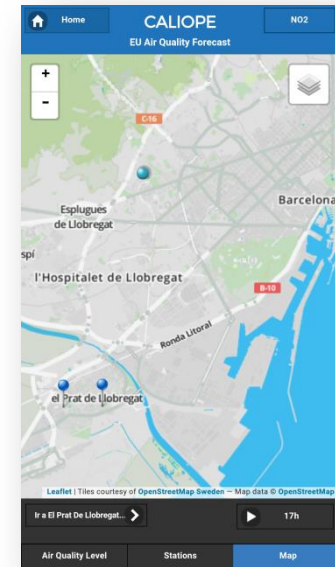 Home
CALIOPE
NO2
EU Air Quality Forecast
+
-
C-16
Barcelona
Esplugues
de Llobregat
spí
l'Hospitalet de Llobregat
B-10
Ronda Litoral
el Prat de Llobregat
Leaflet | Tiles courtesy of OpenStreetMap Sweden — Map data © OpenStreetMap
Ir a El Prat De Llobregat...
17h
Air Quality Level
Stations
Map